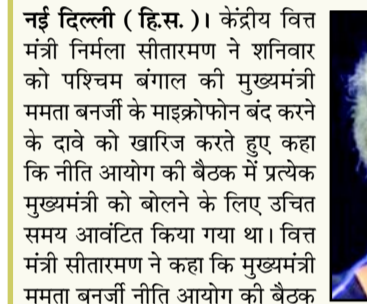 नई दिल्ली ( हि.स. )। केंद्रीय वित्त
मंत्री निर्मला सीतारमण ने शनिवार
को पश्चिम बंगाल की मुख्यमंत्री
ममता बनर्जी के माइक्रोफोन बंद करने
के दावे को खारिज करते हुए कहा
कि नीति आयोग की बैठक में प्रत्येक
मुख्यमंत्री को बोलने के लिए उचित
समय आवंटित किया गया था। वित्त
मंत्री सीतारमण ने कहा कि मुख्यमंत्री
ममता बनर्जी नीति आयोग की बैठक